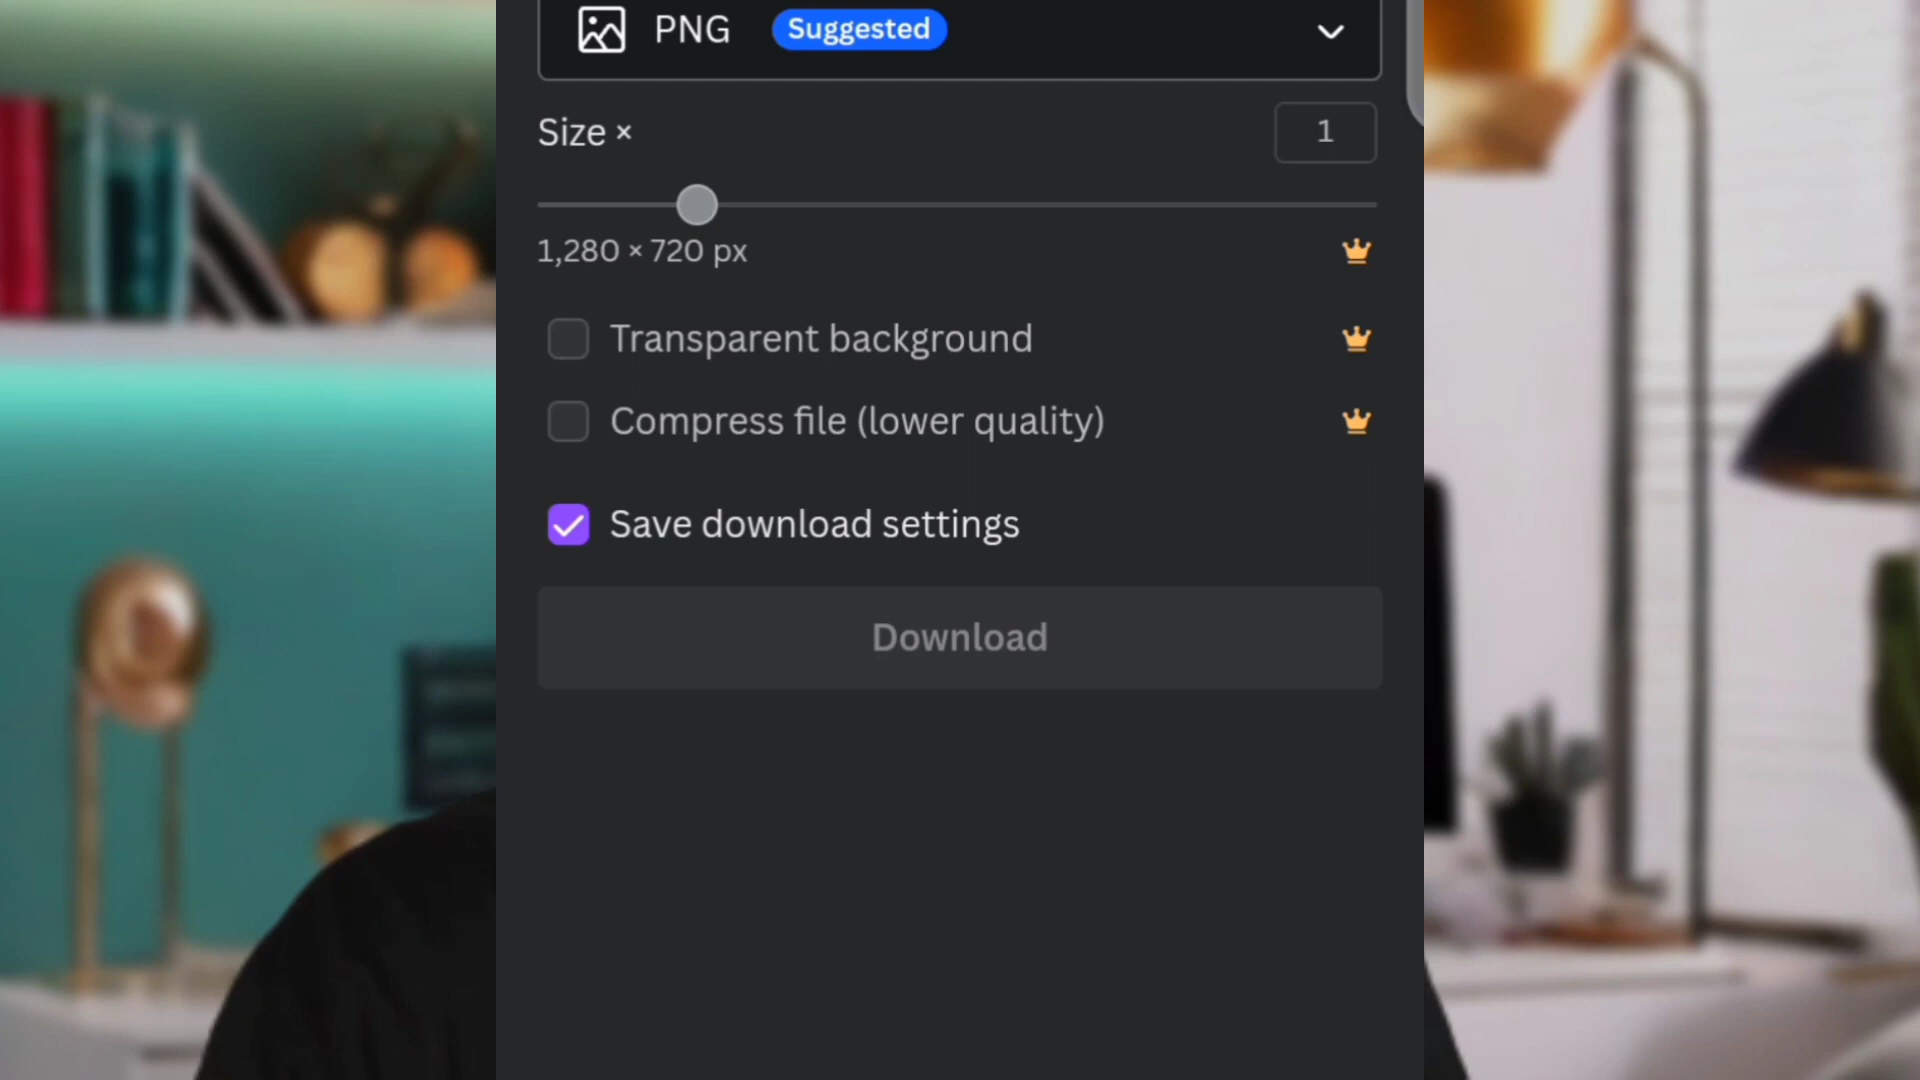 PNG Suggested
Size × 1
1,280 × 720 px
Transparent background
Compress file (lower quality)
Save download settings
Download